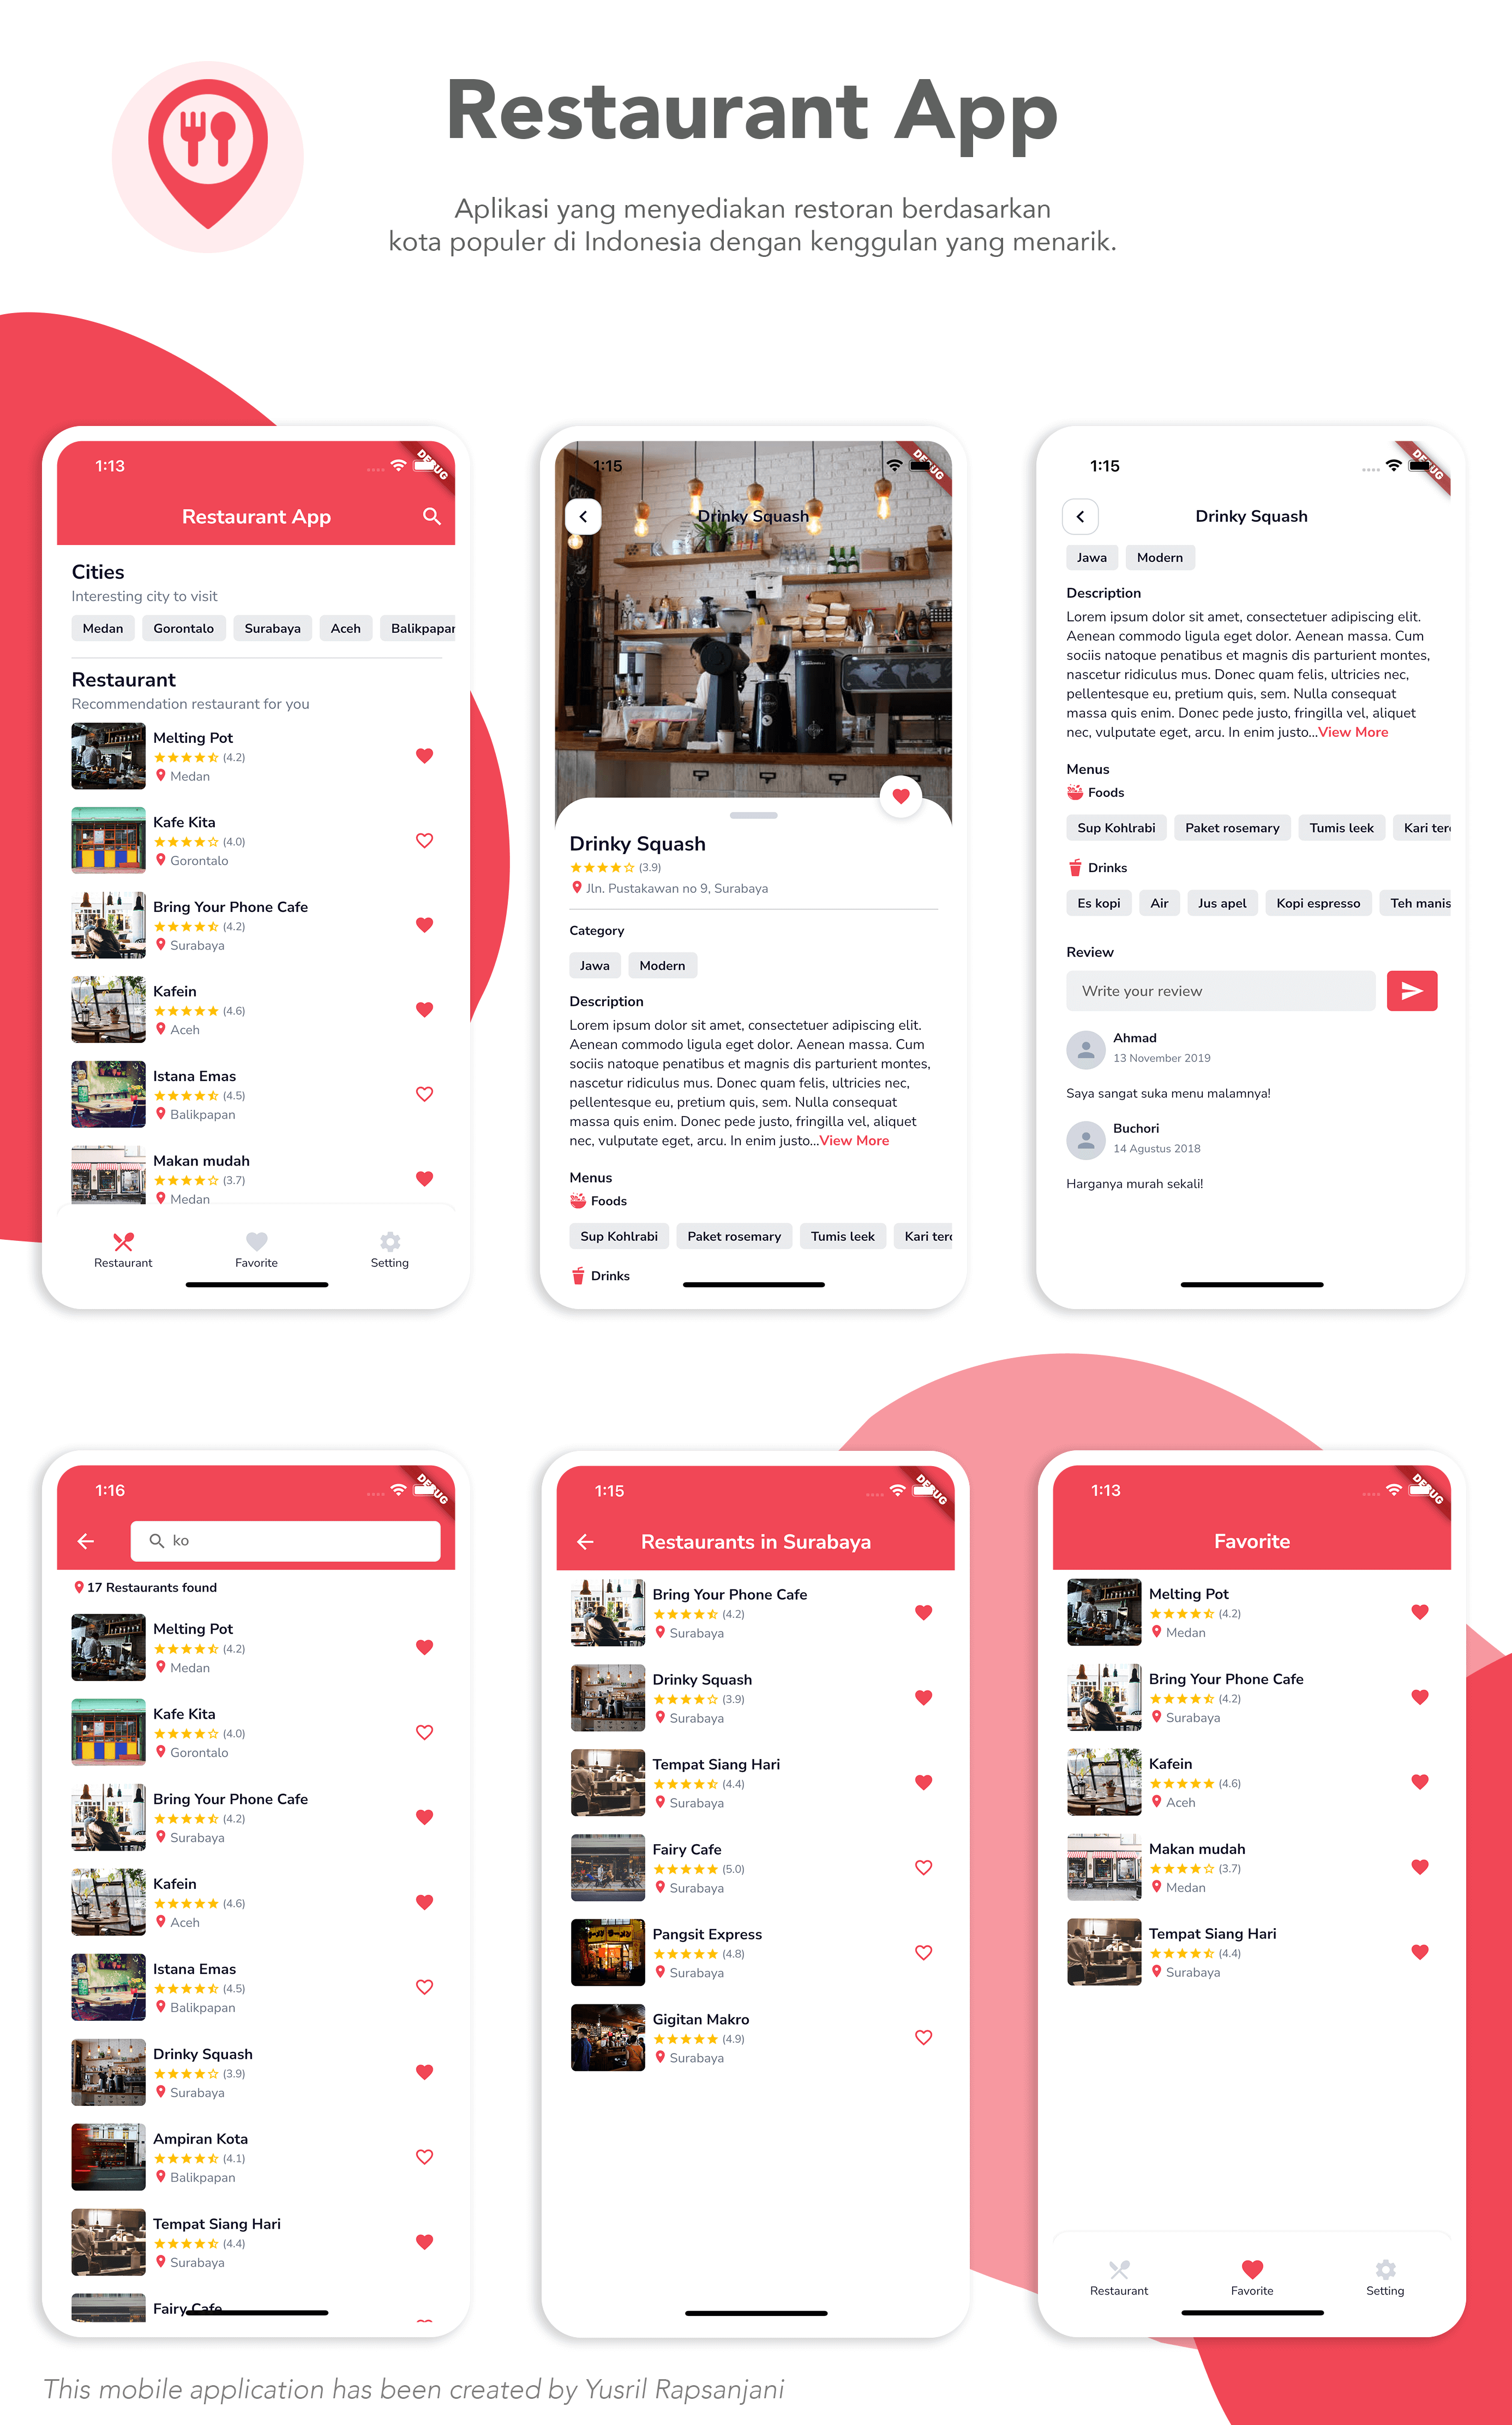 Restaurant App
Aplikasi yang menyediakan restoran berdasarkan
kota populer di Indonesia dengan kenggulan yang menarik.
1:13
DEBUG
Restaurant App
Cities
Interesting city to visit
Medan Gorontalo Surabaya Aceh Balikpapan
Restaurant
Recommendation restaurant for you
Melting Pot
(4.2)
Medan
Kafe Kita
(4.0)
Gorontalo
Bring Your Phone Cafe
(4.2)
Surabaya
Kafein
(4.6)
Aceh
Istana Emas
(4.5)
Balikpapan
Makan mudah
(3.7)
Medan
Restaurant Favorite Setting
1:15
DEBUG
Drinky Squash
Drinky Squash
(3.9)
Jln. Pustakawan no 9, Surabaya
Category
Jawa Modern
Description
Lorem ipsum dolor sit amet, consectetuer adipiscing elit.
Aenean commodo ligula eget dolor. Aenean massa. Cum
sociis natoque penatibus et magnis dis parturient montes,
nascetur ridiculus mus. Donec quam felis, ultricies nec,
pellentesque eu, pretium quis, sem. Nulla consequat
massa quis enim. Donec pede justo, fringilla vel, aliquet
nec, vulputate eget, arcu. In enim justo...View More
Menus
Foods
Sup Kohlrabi Paket rosemary Tumis leek Kari tero
Drinks
1:15
DEBUG
Drinky Squash
Jawa Modern
Description
Lorem ipsum dolor sit amet, consectetuer adipiscing elit.
Aenean commodo ligula eget dolor. Aenean massa. Cum
sociis natoque penatibus et magnis dis parturient montes,
nascetur ridiculus mus. Donec quam felis, ultricies nec,
pellentesque eu, pretium quis, sem. Nulla consequat
massa quis enim. Donec pede justo, fringilla vel, aliquet
nec, vulputate eget, arcu. In enim justo...View More
Menus
Foods
Sup Kohlrabi Paket rosemary Tumis leek Kari tero
Drinks
Es kopi Air Jus apel Kopi espresso Teh manis
Review
Write your review
Ahmad
13 November 2019
Saya sangat suka menu malamnya!
Buchori
14 Agustus 2018
Harganya murah sekali!
1:16
DEBUG
ko
17 Restaurants found
Melting Pot
(4.2)
Medan
Kafe Kita
(4.0)
Gorontalo
Bring Your Phone Cafe
(4.2)
Surabaya
Kafein
(4.6)
Aceh
Istana Emas
(4.5)
Balikpapan
Drinky Squash
(3.9)
Surabaya
Ampiran Kota
(4.1)
Balikpapan
Tempat Siang Hari
(4.4)
Surabaya
Fairy Cafe
1:15
DEBUG
Restaurants in Surabaya
Bring Your Phone Cafe
(4.2)
Surabaya
Drinky Squash
(3.9)
Surabaya
Tempat Siang Hari
(4.4)
Surabaya
Fairy Cafe
(5.0)
Surabaya
Pangsit Express
(4.8)
Surabaya
Gigitan Makro
(4.9)
Surabaya
1:13
DEBUG
Favorite
Melting Pot
(4.2)
Medan
Bring Your Phone Cafe
(4.2)
Surabaya
Kafein
(4.6)
Aceh
Makan mudah
(3.7)
Medan
Tempat Siang Hari
(4.4)
Surabaya
Restaurant Favorite Setting
This mobile application has been created by Yusril Rapsanjani